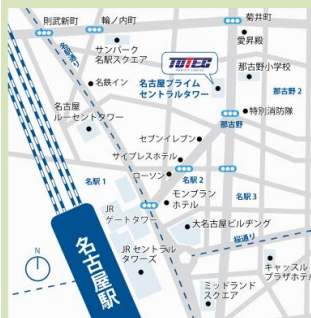 則武新町
輪ノ内町
菊井町
愛昇殿
サンパーク
名駅スクエア
名駅通り
TUTEC
那古野小学校
名鉄イン
名古屋プライム
セントラルタワー
那古野 2
名古屋
ルーセントタワー
特別消防隊
那古野
セブンイレブン
サイプレスホテル
ローソン
名駅 1
名駅 2
モンブラン
ホテル
名駅 3
JR
ゲートタワー
大名古屋ビルヂング
桜通り
名古屋駅
N
JR セントラル
タワーズ
キャッスル
プラザホテル
ミッドランド
スクエア